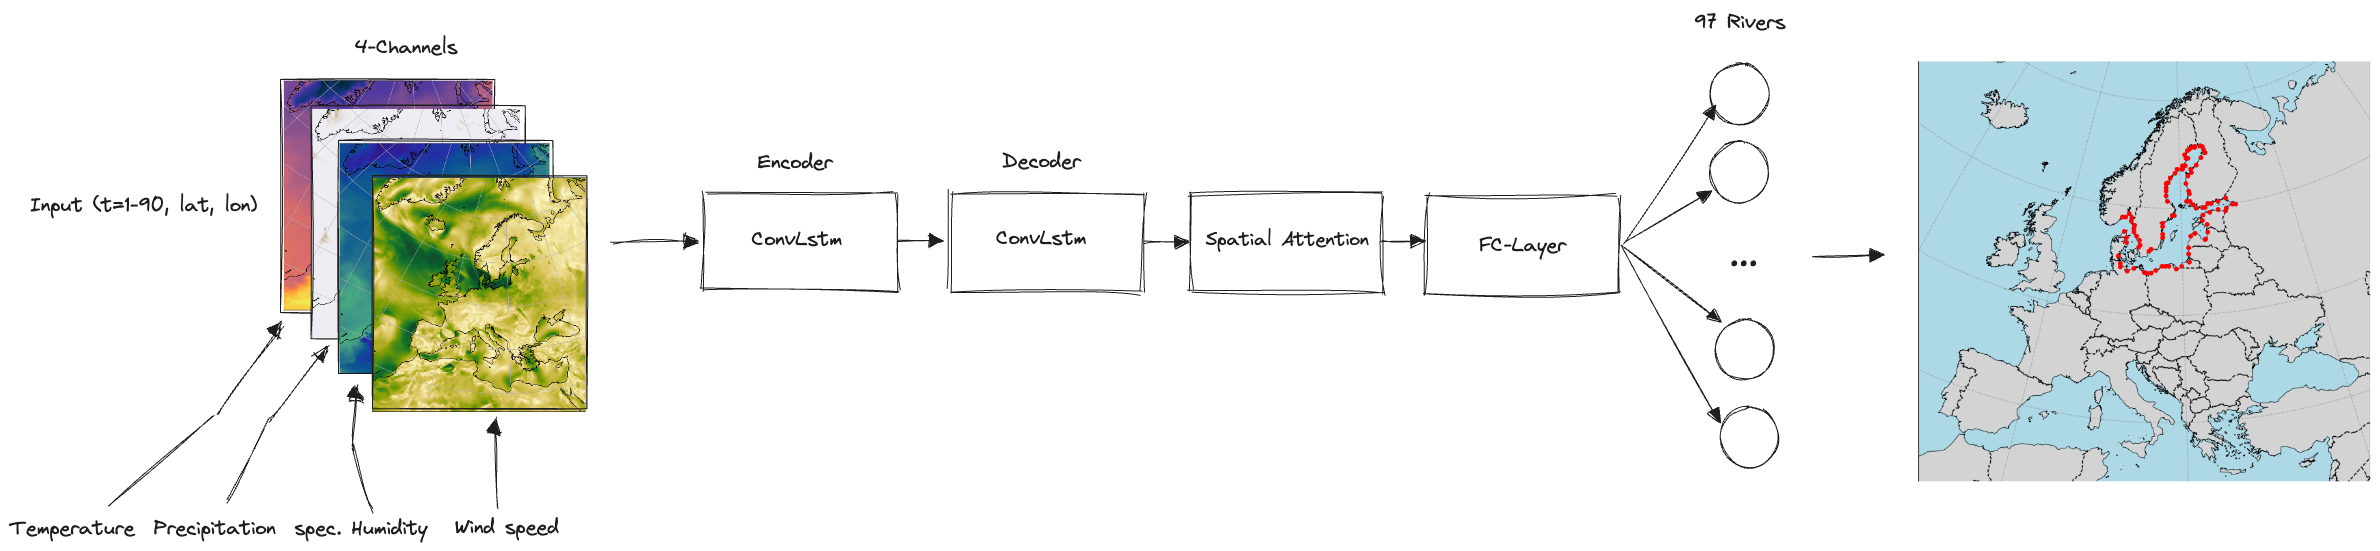 4-Channels
Input (t=1-90, lat, lon)
Temperature
Precipitation
spec. Humidity
Wind speed
Encoder
ConvLstm
Decoder
ConvLstm
Spatial Attention
FC-Layer
97 Rivers
...